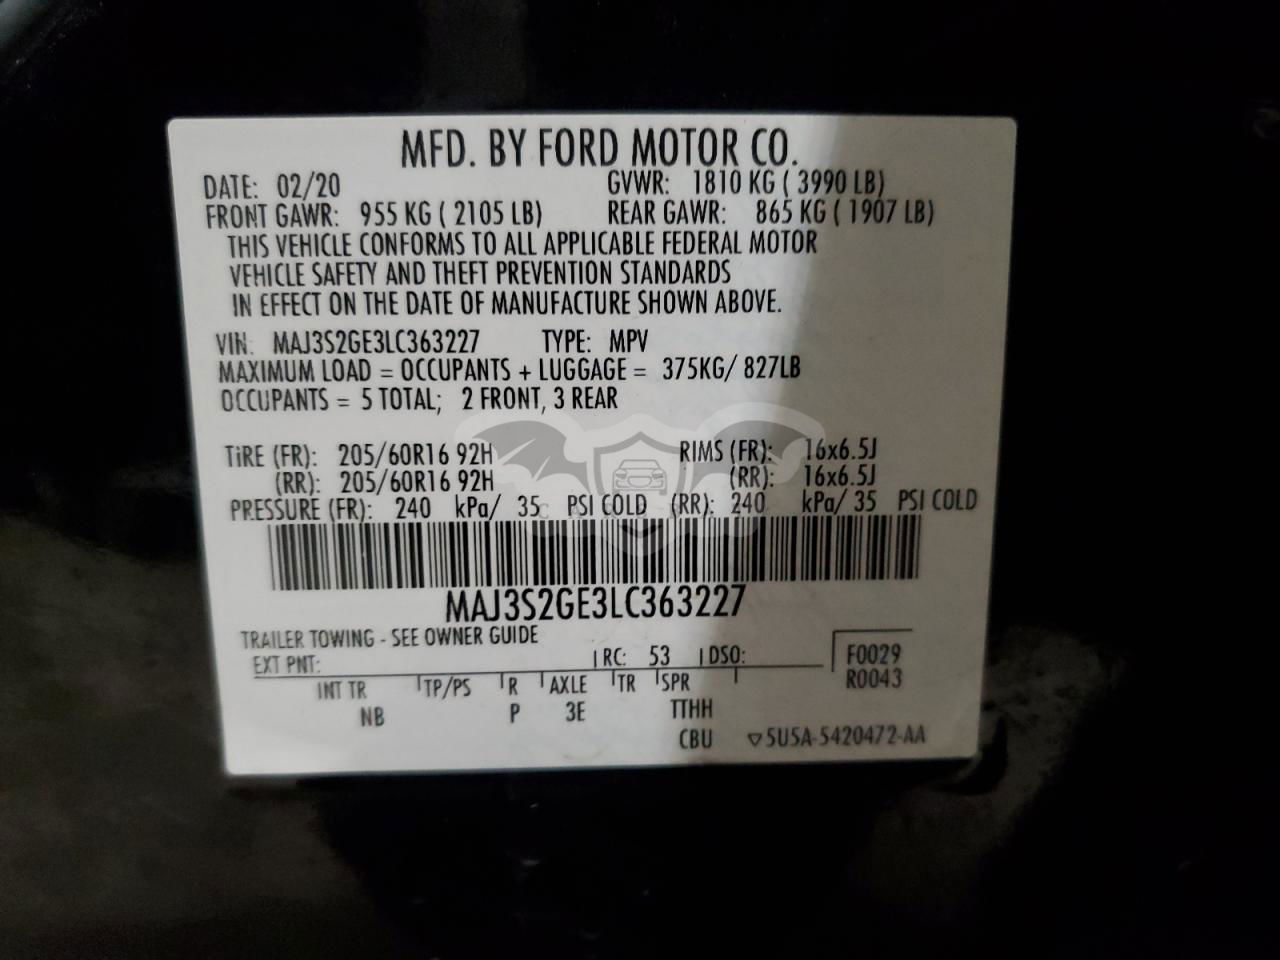 MFD. BY FORD MOTOR CO.
DATE: 02/20 GVWR: 1810 KG ( 3990 LB)
FRONT GAWR: 955 KG ( 2105 LB) REAR GAWR: 865 KG ( 1907 LB)
THIS VEHICLE CONFORMS TO ALL APPLICABLE FEDERAL MOTOR
VEHICLE SAFETY AND THEFT PREVENTION STANDARDS
IN EFFECT ON THE DATE OF MANUFACTURE SHOWN ABOVE.
VIN: MAJ3S2GE3LC363227 TYPE: MPV
MAXIMUM LOAD = OCCUPANTS + LUGGAGE = 375KG/ 827LB
OCCUPANTS = 5 TOTAL; 2 FRONT, 3 REAR
TiRE (FR): 205/60R16 92H RIMS (FR): 16x6.5J
(RR): 205/60R16 92H (RR): 16x6.5J
PRESSURE (FR): 240 kPa/ 35 PSI COLD (RR): 240 kPa/ 35 PSI COLD
MAJ3S2GE3LC363227
TRAILER TOWING - SEE OWNER GUIDE
EXT PNT: RC: 53 DSO: F0029
INT TR TP/PS R AXLE TR SPR R0043
NB P 3E TTHH
CBU ▽5U5A-5420472-AA